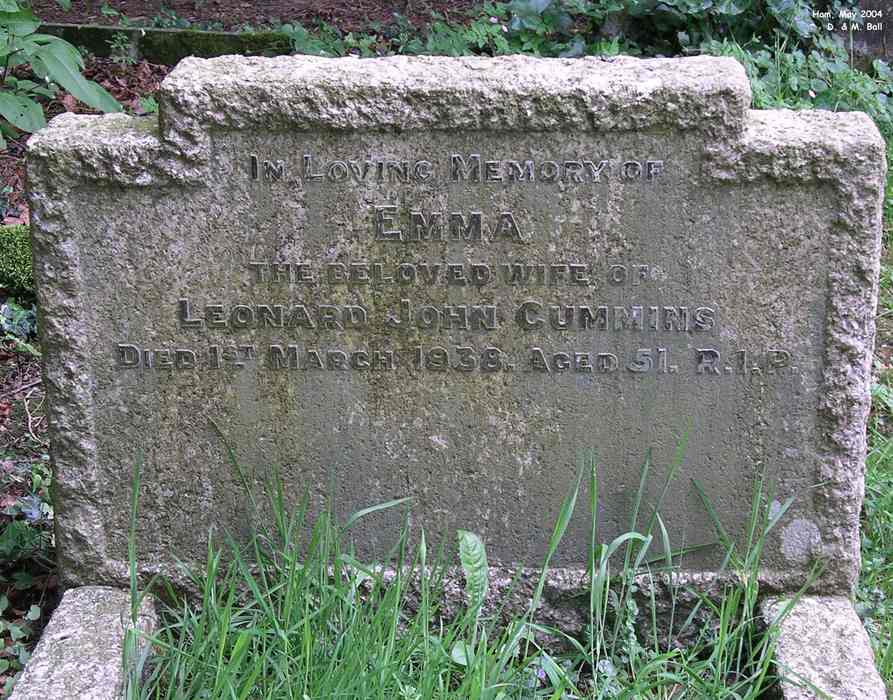 Ham, May 2004
D. & M. Ball
IN LOVING MEMORY OF
EMMA
THE BELOVED WIFE OF
LEONARD JOHN CUMMINS
DIED 1ST MARCH 1938. AGED 51. R.I.P.